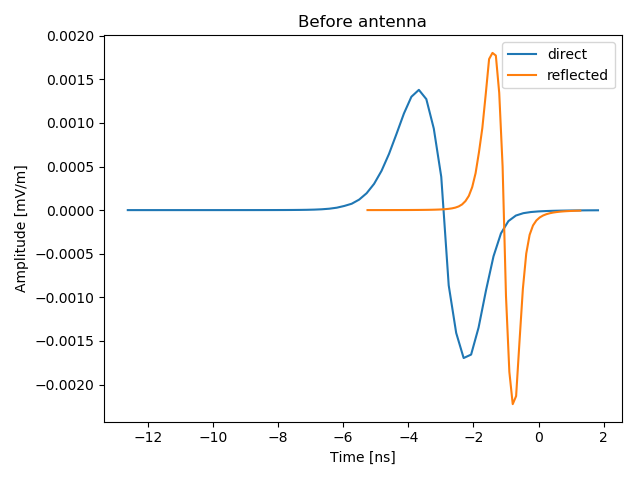 Before antenna
direct
reflected
Amplitude [mV/m]
0.0020
0.0015
0.0010
0.0005
0.0000
−0.0005
−0.0010
−0.0015
−0.0020
−12 −10 −8 −6 −4 −2 0 2
Time [ns]